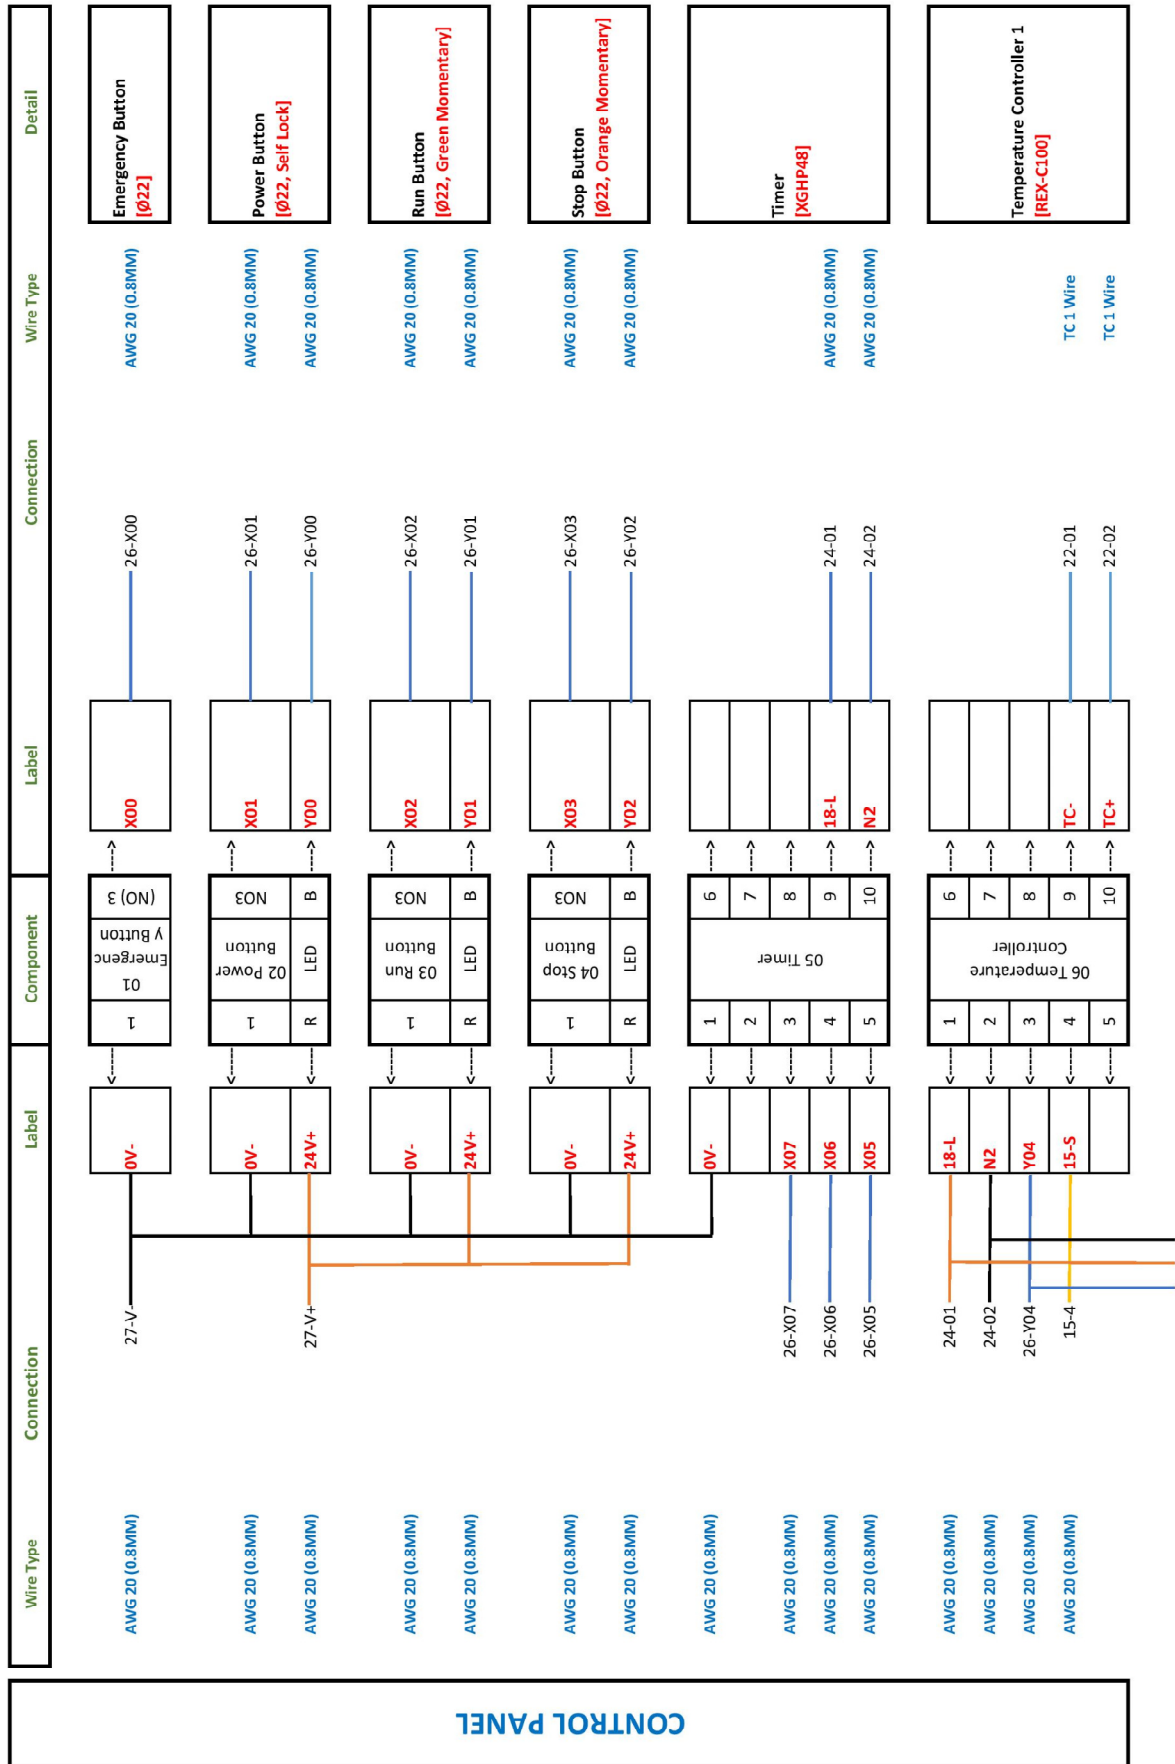 CONTROL PANEL
Wire Type
Connection
Label
Component
Label
Connection
Wire Type
Detail
AWG 20 (0.8MM)
27-V-
0V-
<----
1
01
Emergenc
y Button
(NO) 3
---->
X00
26-X00
AWG 20 (0.8MM)
Emergency Button
[Ø22]
AWG 20 (0.8MM)
0V-
<----
1
02 Power
Button
NO3
---->
X01
26-X01
AWG 20 (0.8MM)
Power Button
[Ø22, Self Lock]
AWG 20 (0.8MM)
27-V+
24V+
<----
R
LED
B
---->
Y00
26-Y00
AWG 20 (0.8MM)
AWG 20 (0.8MM)
0V-
<----
1
03 Run
Button
NO3
---->
X02
26-X02
AWG 20 (0.8MM)
Run Button
[Ø22, Green Momentary]
AWG 20 (0.8MM)
24V+
<----
R
LED
B
---->
Y01
26-Y01
AWG 20 (0.8MM)
AWG 20 (0.8MM)
0V-
<----
1
04 Stop
Button
NO3
---->
X03
26-X03
AWG 20 (0.8MM)
Stop Button
[Ø22, Orange Momentary]
AWG 20 (0.8MM)
24V+
<----
R
LED
B
---->
Y02
26-Y02
AWG 20 (0.8MM)
AWG 20 (0.8MM)
0V-
<----
1
05 Timer
6
---->
Timer
[XGHP48]
<----
2
7
---->
AWG 20 (0.8MM)
26-X07
X07
<----
3
8
---->
AWG 20 (0.8MM)
26-X06
X06
<----
4
9
---->
18-L
24-01
AWG 20 (0.8MM)
AWG 20 (0.8MM)
26-X05
X05
<----
5
10
---->
N2
24-02
AWG 20 (0.8MM)
AWG 20 (0.8MM)
24-01
18-L
<----
1
06 Temperature
Controller
6
---->
Temperature Controller 1
[REX-C100]
AWG 20 (0.8MM)
24-02
N2
<----
2
7
---->
AWG 20 (0.8MM)
26-Y04
Y04
<----
3
8
---->
AWG 20 (0.8MM)
15-4
15-S
<----
4
9
---->
TC-
22-01
TC 1 Wire
<----
5
10
---->
TC+
22-02
TC 1 Wire